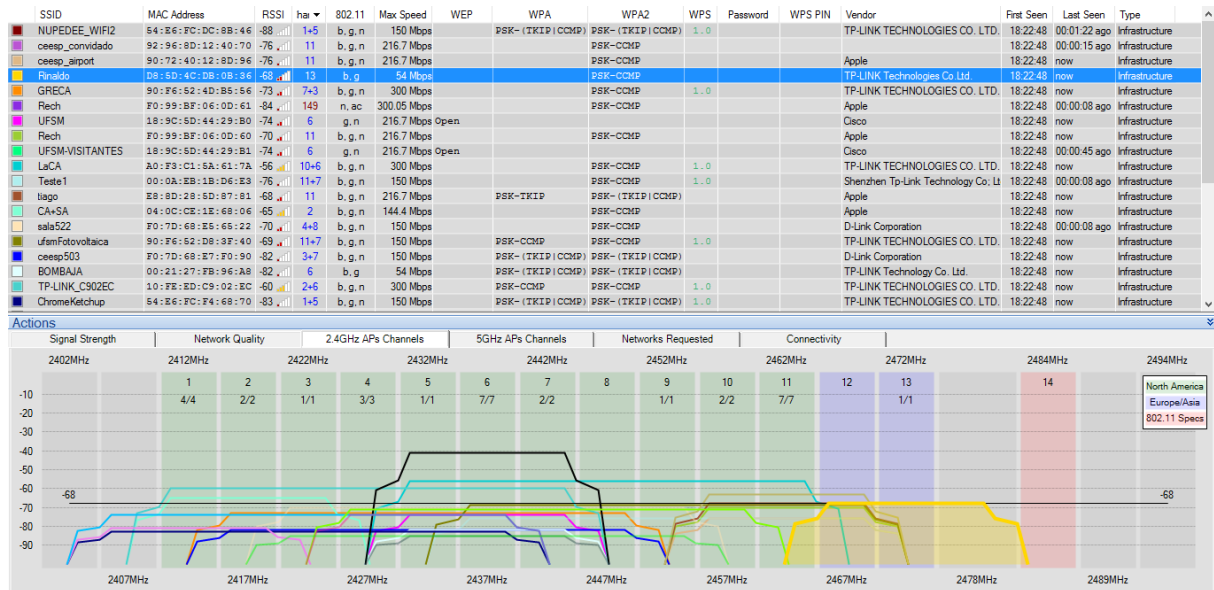 SSID MAC Address RSSI 802.11 Max Speed WEP WPA WPA2 WPS Password WPS PIN Vendor First Seen Last Seen Type
NUPEDEE_WIFI2 54:E6:FC:DC:8B:46 -88 1+5 b, g, n 150 Mbps PSK-(TKIP|CCMP) PSK-(TKIP|CCMP) 1.0 TP-LINK TECHNOLOGIES CO. LTD. 18:22:48 00:01:22 ago Infrastructure
ceesp_convidado 92:96:8D:12:40:70 -76 11 b, g, n 216.7 Mbps PSK-CCMP 18:22:48 00:00:15 ago Infrastructure
ceesp_airport 90:72:40:12:8D:96 -76 11 b, g, n 216.7 Mbps PSK-CCMP Apple 18:22:48 now Infrastructure
Rinaldo D8:5D:4C:DB:0B:36 -68 13 b, g 54 Mbps PSK-CCMP TP-LINK Technologies Co.Ltd. 18:22:48 now Infrastructure
GRECA 90:F6:52:4D:B5:56 -73 7+3 b, g, n 300 Mbps PSK-CCMP 1.0 TP-LINK TECHNOLOGIES CO. LTD. 18:22:48 now Infrastructure
Rech F0:99:BF:06:0D:61 -84 149 n, ac 300.05 Mbps PSK-CCMP Apple 18:22:48 00:00:08 ago Infrastructure
UFSM 18:9C:5D:44:29:B0 -74 6 g, n 216.7 Mbps Open Cisco 18:22:48 now Infrastructure
Rech F0:99:BF:06:0D:60 -70 11 b, g, n 216.7 Mbps PSK-CCMP Apple 18:22:48 now Infrastructure
UFSM-VISITANTES 18:9C:5D:44:29:B1 -74 6 g, n 216.7 Mbps Open Cisco 18:22:48 00:00:45 ago Infrastructure
LaCA A0:F3:C1:5A:61:7A -56 10+6 b, g, n 300 Mbps PSK-CCMP 1.0 TP-LINK TECHNOLOGIES CO. LTD. 18:22:48 now Infrastructure
Teste1 00:0A:EB:1B:D6:E3 -76 11+7 b, g, n 150 Mbps PSK-CCMP 1.0 Shenzhen Tp-Link Technology Co; Lt 18:22:48 00:00:08 ago Infrastructure
tiago E8:8D:28:5D:87:81 -68 11 b, g, n 216.7 Mbps PSK-TKIP PSK-(TKIP|CCMP) Apple 18:22:48 now Infrastructure
CA+SA 04:0C:CE:1E:68:06 -65 2 b, g, n 144.4 Mbps PSK-CCMP Apple 18:22:48 now Infrastructure
sala522 F0:7D:68:E5:65:22 -70 4+8 b, g, n 150 Mbps PSK-CCMP D-Link Corporation 18:22:48 00:00:08 ago Infrastructure
ufsmFotovoltaica 90:F6:52:D8:3F:40 -69 11+7 b, g, n 150 Mbps PSK-CCMP PSK-CCMP 1.0 TP-LINK TECHNOLOGIES CO. LTD. 18:22:48 now Infrastructure
ceesp503 F0:7D:68:E7:F0:90 -82 3+7 b, g, n 150 Mbps PSK-(TKIP|CCMP) PSK-(TKIP|CCMP) D-Link Corporation 18:22:48 now Infrastructure
BOMBAJA 00:21:27:FB:96:A8 -82 6 b, g 54 Mbps PSK-(TKIP|CCMP) PSK-(TKIP|CCMP) TP-LINK Technology Co. Ltd. 18:22:48 now Infrastructure
TP-LINK_C902EC 10:FE:ED:C9:02:EC -60 2+6 b, g, n 300 Mbps PSK-CCMP PSK-CCMP 1.0 TP-LINK TECHNOLOGIES CO. LTD. 18:22:48 now Infrastructure
ChromeKetchup 54:E6:FC:F4:68:70 -83 1+5 b, g, n 150 Mbps PSK-(TKIP|CCMP) PSK-(TKIP|CCMP) 1.0 TP-LINK TECHNOLOGIES CO. LTD. 18:22:48 now Infrastructure
Actions
Signal Strength Network Quality 2.4GHz APs Channels 5GHz APs Channels Networks Requested Connectivity
2402MHz 2412MHz 2422MHz 2432MHz 2442MHz 2452MHz 2462MHz 2472MHz 2484MHz 2494MHz
1 2 3 4 5 6 7 8 9 10 11 12 13 14
4/4 2/2 1/1 3/3 1/1 7/7 2/2 1/1 2/2 7/7 1/1
North America
Europe/Asia
802.11 Specs
-10
-20
-30
-40
-50
-60
-68 -68
-70
-80
-90
2407MHz 2417MHz 2427MHz 2437MHz 2447MHz 2457MHz 2467MHz 2478MHz 2489MHz